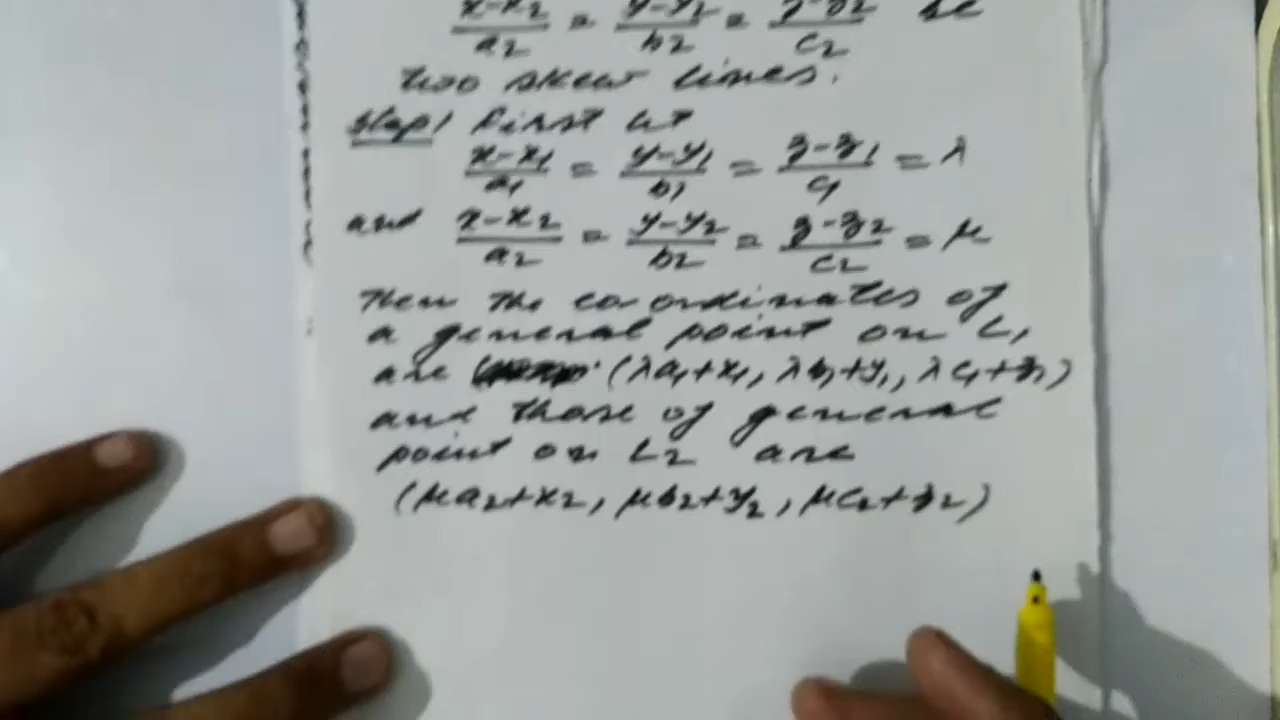 x-x2/a2 = y-y2/b2 = z-z2/c2 be
two skew lines.
Step 1 First let
x-x1/a1 = y-y1/b1 = z-z1/c1 = λ
and x-x2/a2 = y-y2/b2 = z-z2/c2 = μ
Then the co-ordinates of
a general point on L1
are (λa1+x1, λb1+y1, λc1+z1)
and those of general
point on L2 are
(μa2+x2, μb2+y2, μc2+z2)